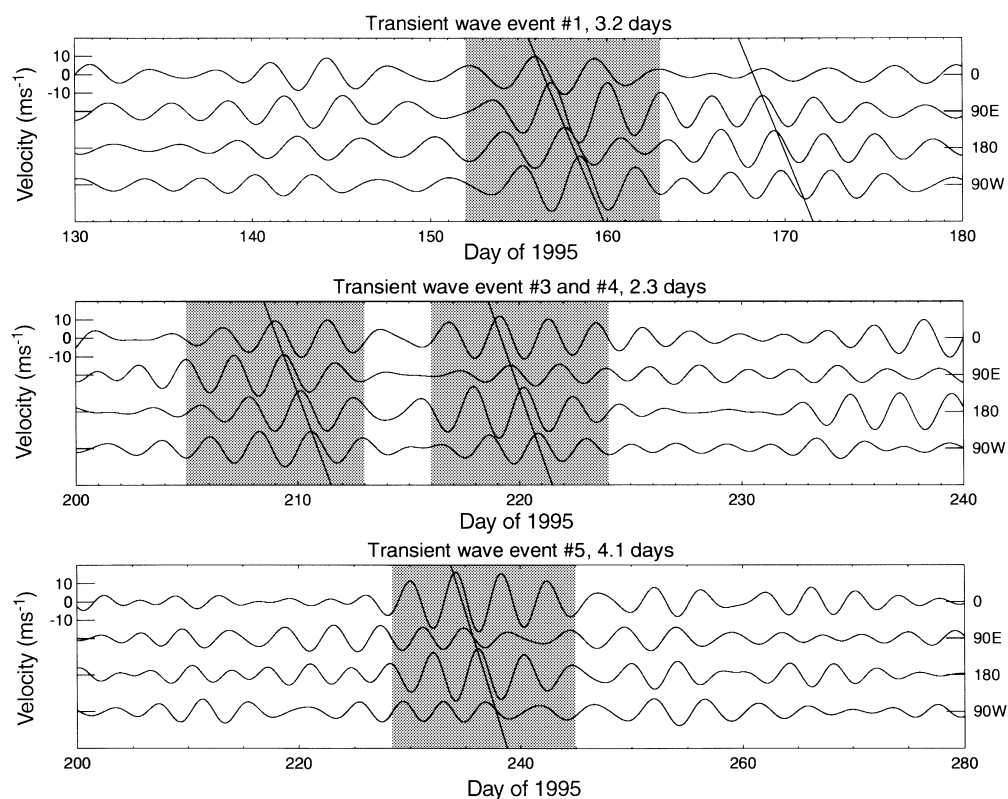 Transient wave event #1, 3.2 days
10
0
-10
Velocity (ms⁻¹)
0
90E
180
90W
130 140 150 160 170 180
Day of 1995
Transient wave event #3 and #4, 2.3 days
10
0
-10
Velocity (ms⁻¹)
0
90E
180
90W
200 210 220 230 240
Day of 1995
Transient wave event #5, 4.1 days
10
0
-10
Velocity (ms⁻¹)
0
90E
180
90W
200 220 240 260 280
Day of 1995